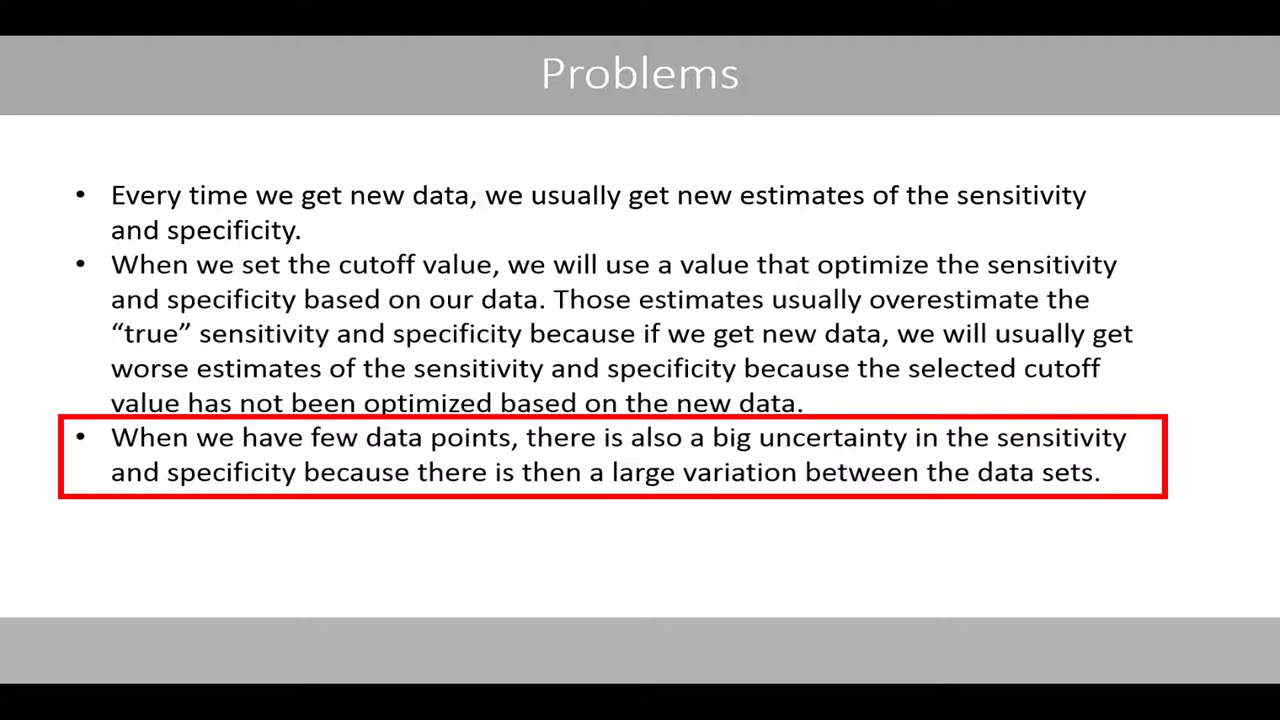 Problems
• Every time we get new data, we usually get new estimates of the sensitivity
and specificity.
• When we set the cutoff value, we will use a value that optimize the sensitivity
and specificity based on our data. Those estimates usually overestimate the
“true” sensitivity and specificity because if we get new data, we will usually get
worse estimates of the sensitivity and specificity because the selected cutoff
value has not been optimized based on the new data.
• When we have few data points, there is also a big uncertainty in the sensitivity
and specificity because there is then a large variation between the data sets.